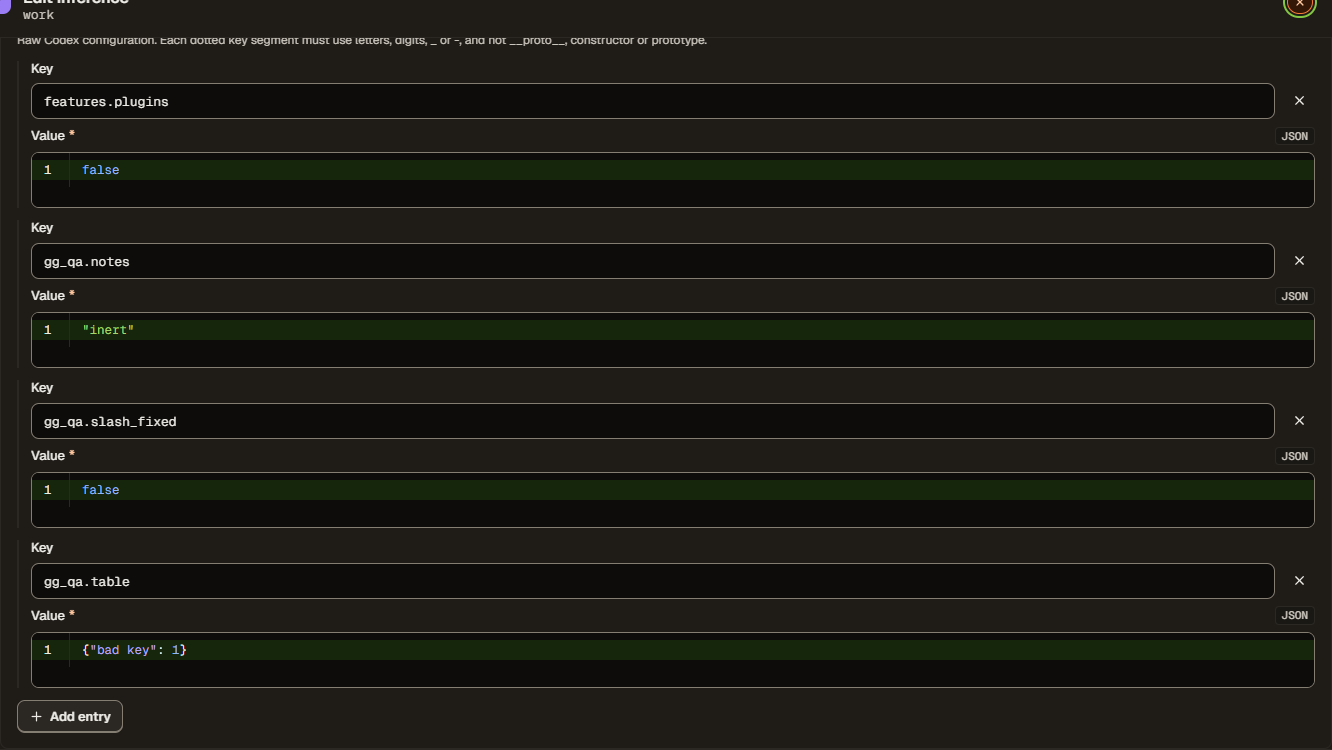 Edit Inference
work
Raw Codex configuration. Each dotted key segment must use letters, digits, _ or -, and not __proto__, constructor or prototype.
Key
features.plugins
Value *
JSON
1 false
Key
gg_qa.notes
Value *
JSON
1 "inert"
Key
gg_qa.slash_fixed
Value *
JSON
1 false
Key
gg_qa.table
Value *
JSON
1 {"bad key": 1}
+ Add entry